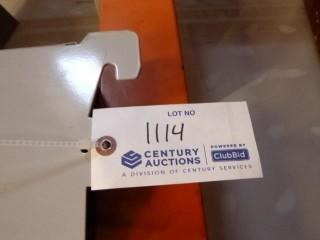 LOT NO
1114
CENTURY
AUCTIONS
POWERED BY
ClubBid
A DIVISION OF CENTURY SERVICES